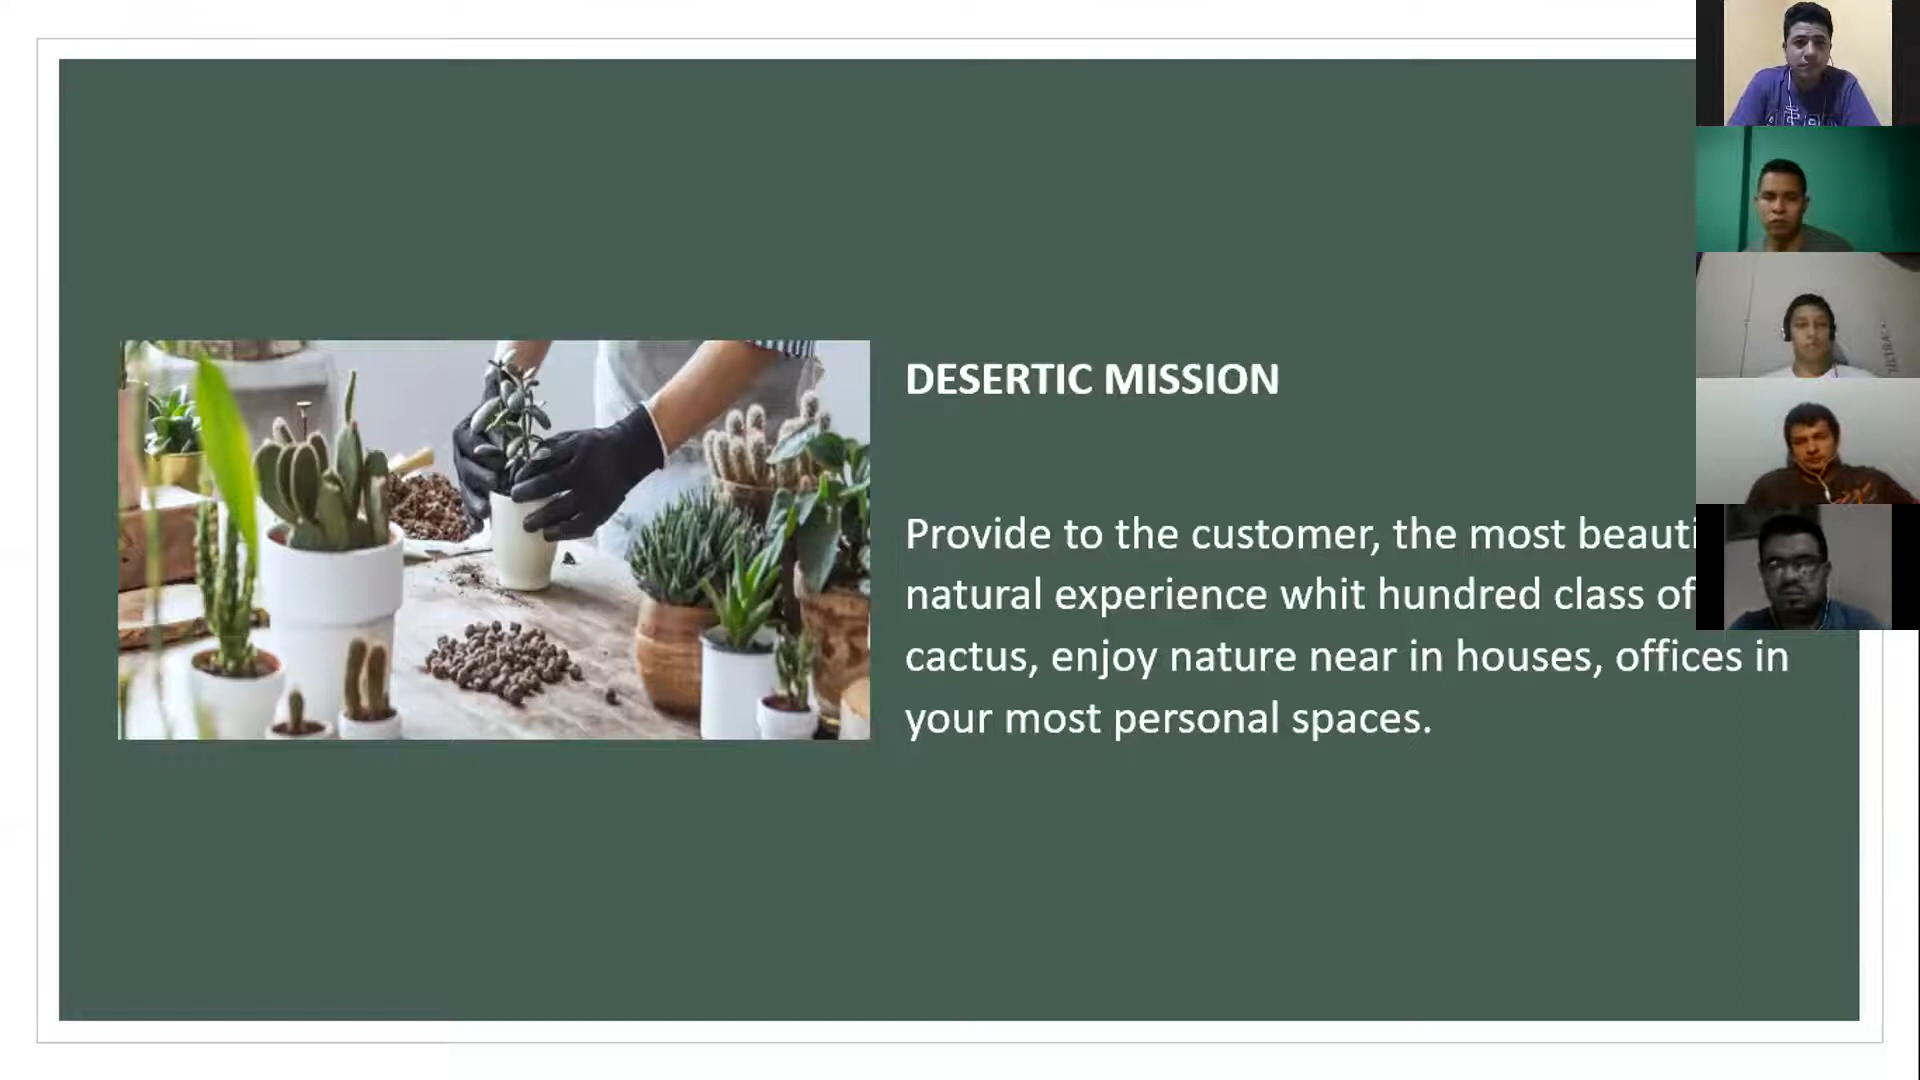 DESERTIC MISSION
Provide to the customer, the most
natural experience whit hundred class of
cactus, enjoy nature near in houses, offices in
your most personal spaces.